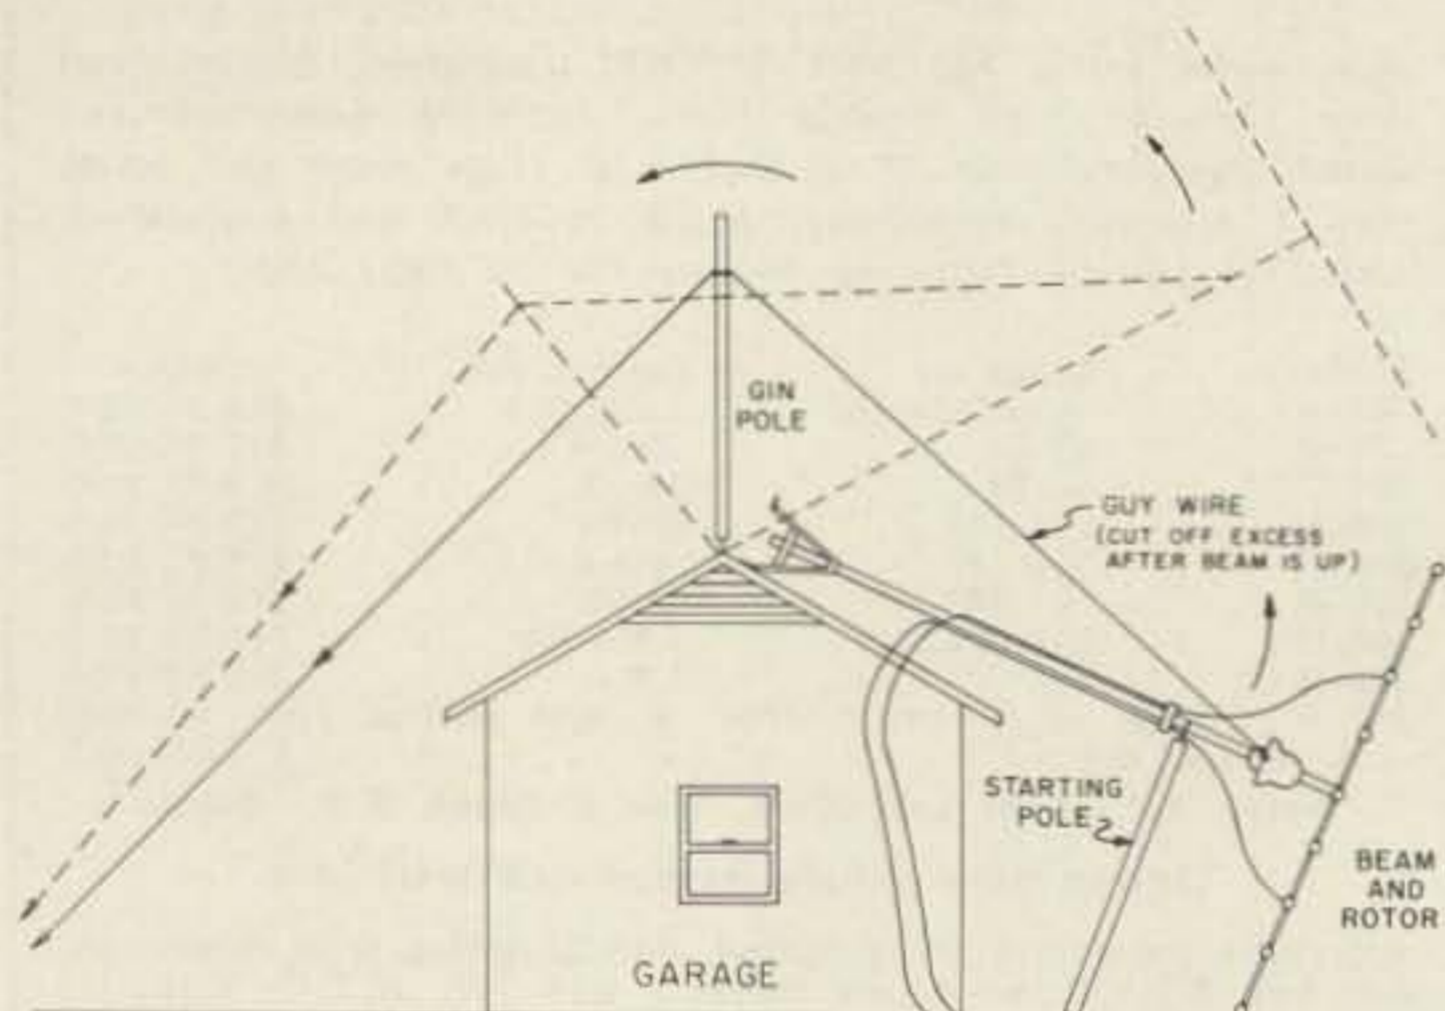 GIN
POLE
GUY WIRE
(CUT OFF EXCESS
AFTER BEAM IS UP)
STARTING
POLE
BEAM
AND
ROTOR
GARAGE